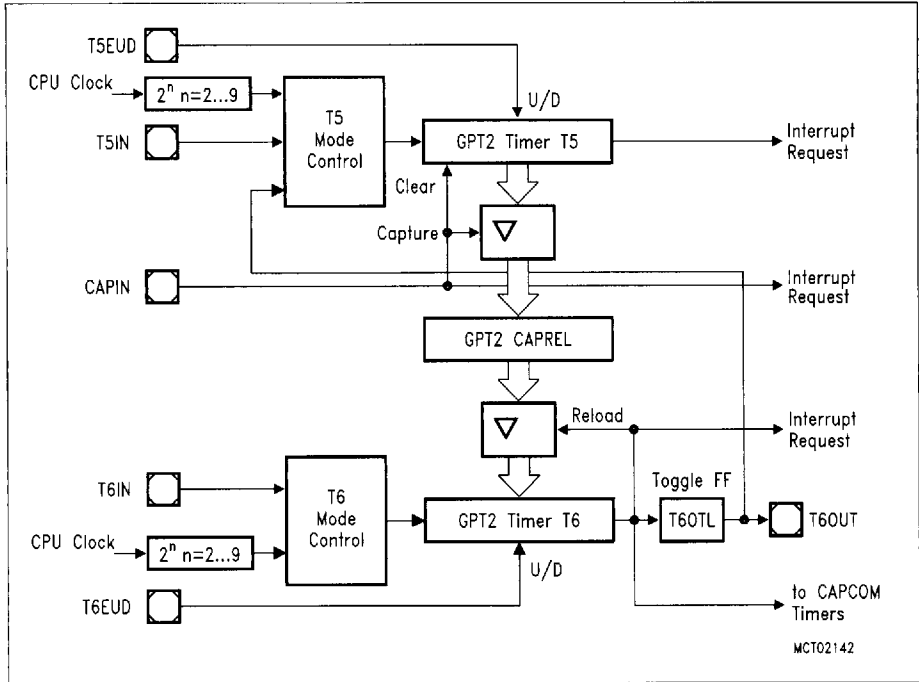 T5EUD
CPU Clock
2ⁿ n=2...9
T5
Mode
Control
U/D
T5IN
GPT2 Timer T5
Interrupt
Request
Clear
Capture
CAPIN
Interrupt
Request
GPT2 CAPREL
Reload
Interrupt
Request
T6IN
T6
Mode
Control
Toggle FF
GPT2 Timer T6
T6OTL
T6OUT
CPU Clock
2ⁿ n=2...9
U/D
T6EUD
to CAPCOM
Timers
MCT02142